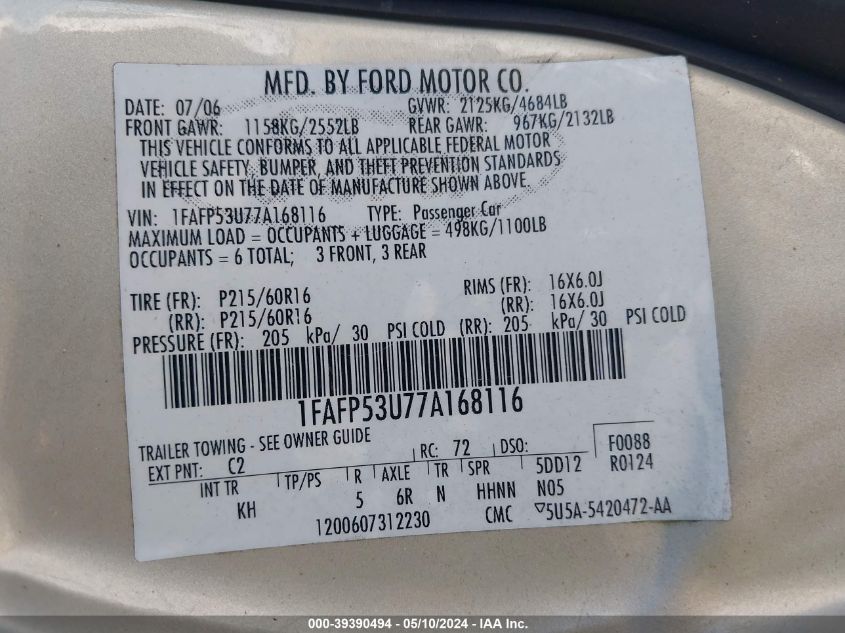 MFD. BY FORD MOTOR CO.
DATE: 07/06 GVWR: 2125KG/4684LB
FRONT GAWR: 1158KG/2552LB REAR GAWR: 967KG/2132LB
THIS VEHICLE CONFORMS TO ALL APPLICABLE FEDERAL MOTOR
VEHICLE SAFETY, BUMPER, AND THEFT PREVENTION STANDARDS
IN EFFECT ON THE DATE OF MANUFACTURE SHOWN ABOVE.
VIN: 1FAFP53U77A168116 TYPE: Passenger Car
MAXIMUM LOAD = OCCUPANTS + LUGGAGE = 498KG/1100LB
OCCUPANTS = 6 TOTAL; 3 FRONT, 3 REAR
TIRE (FR): P215/60R16 RIMS (FR): 16X6.0J
(RR): P215/60R16 (RR): 16X6.0J
PRESSURE (FR): 205 kPa/ 30 PSI COLD (RR): 205 kPa/ 30 PSI COLD
1FAFP53U77A168116
TRAILER TOWING - SEE OWNER GUIDE
EXT PNT: C2 RC: 72 DSO: F0088
INT TR TP/PS R AXLE TR SPR 5DD12 R0124
KH 5 6R N HHNN N05
1200607312230 CMC ▽5U5A-5420472-AA
000-39390494 - 05/10/2024 - IAA Inc.